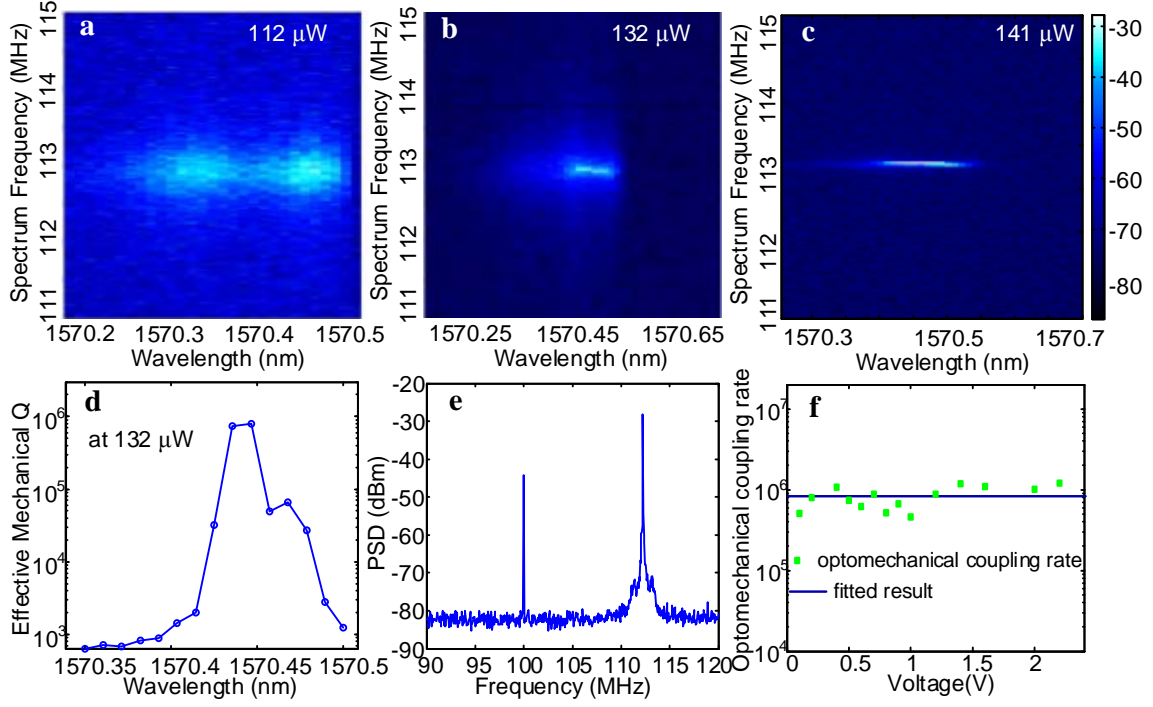 a 112 μW
b 132 μW
c 141 μW
Spectrum Frequency (MHz)
115
114
113
112
111
1570.2 1570.3 1570.4 1570.5
Wavelength (nm)
Spectrum Frequency (MHz)
115
114
113
112
111
1570.25 1570.45 1570.65
Wavelength (nm)
Spectrum Frequency (MHz)
115
114
113
112
111
1570.3 1570.5 1570.7
Wavelength (nm)
-30
-40
-50
-60
-70
-80
d
at 132 μW
Effective Mechanical Q
10^6
10^5
10^4
10^3
1570.35 1570.4 1570.45 1570.5
Wavelength (nm)
e
PSD (dBm)
-20
-30
-40
-50
-60
-70
-80
-90
90 95 100 105 110 115 120
Frequency (MHz)
f
Optomechanical coupling rate
10^7
10^6
10^5
10^4
optomechanical coupling rate
fitted result
0 0.5 1 1.5 2
Voltage(V)